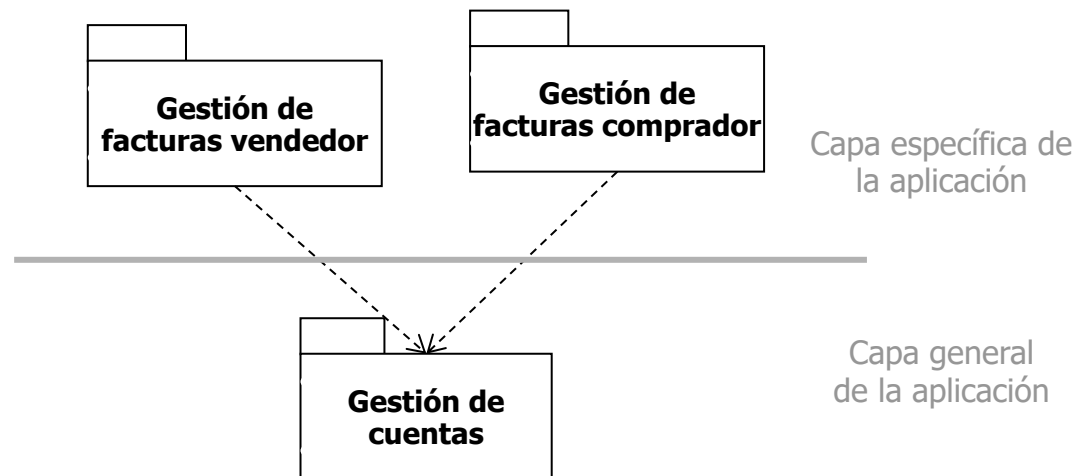 Gestión de
facturas vendedor
Gestión de
facturas comprador
Capa específica de
la aplicación
Gestión de
cuentas
Capa general
de la aplicación